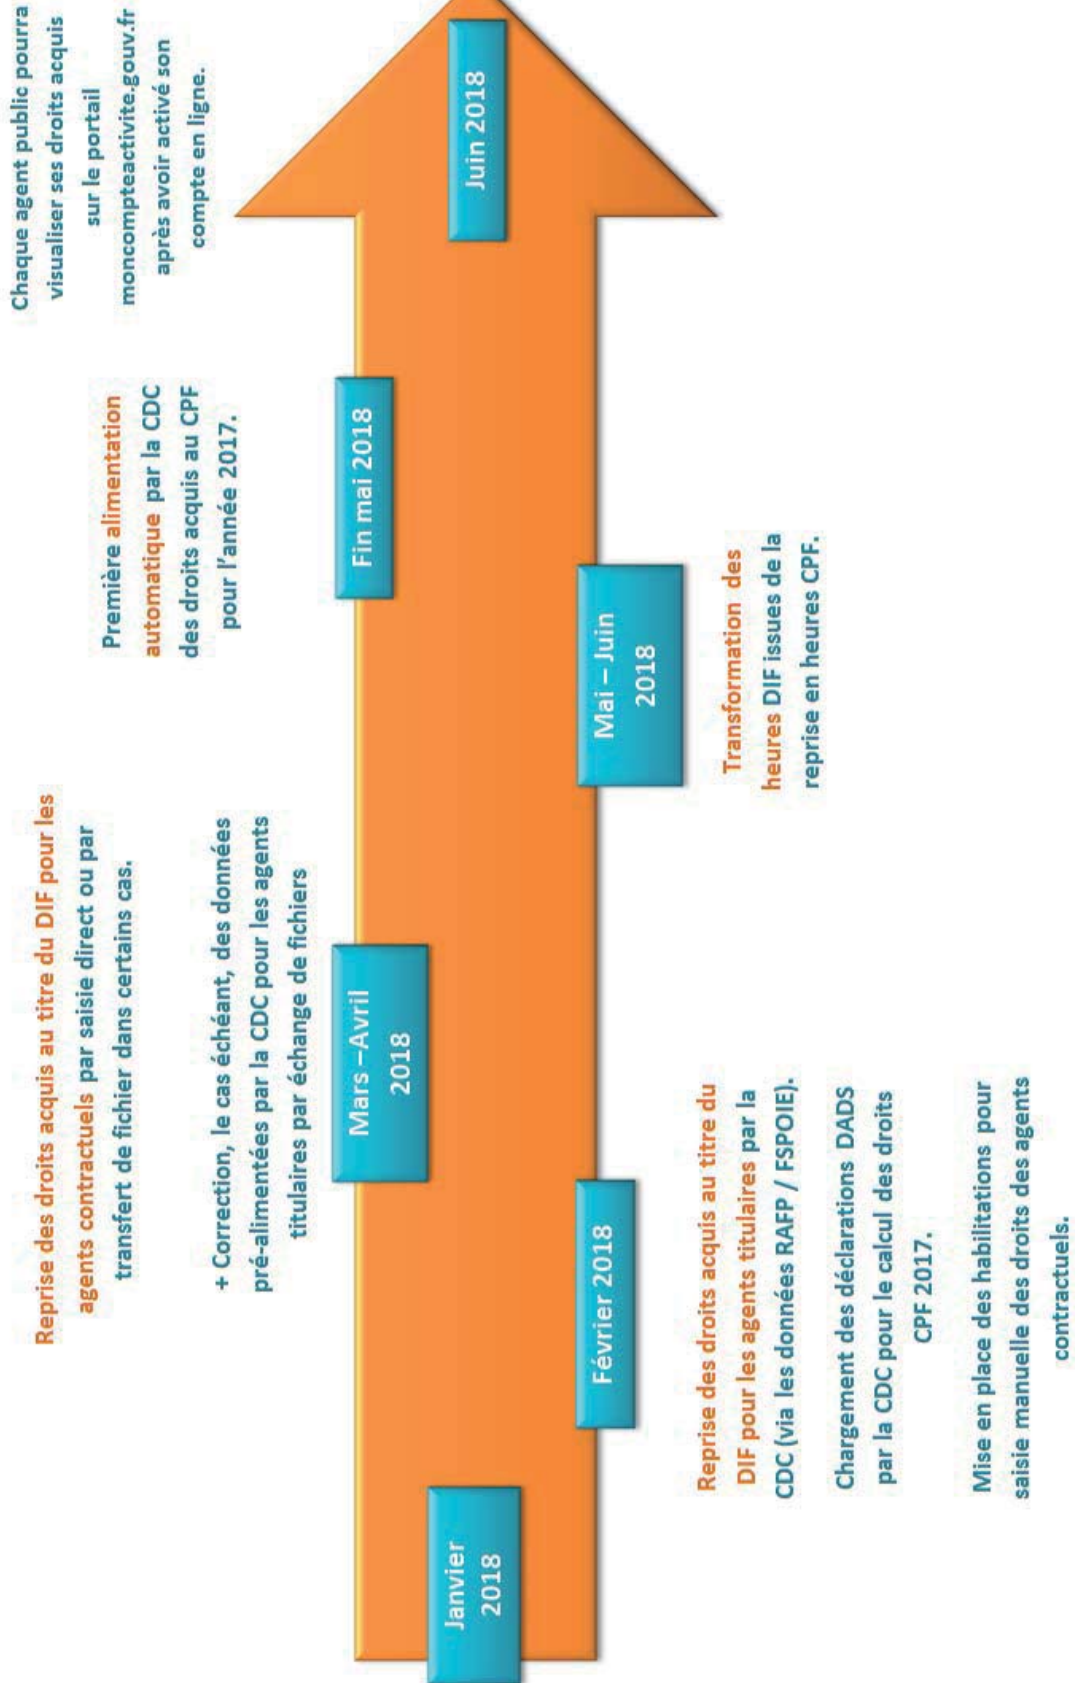 Janvier
2018
Février 2018
Reprise des droits acquis au titre du
DIF pour les agents titulaires par la
CDC (via les données RAFP / FSPOIE).
Chargement des déclarations DADS
par la CDC pour le calcul des droits
CPF 2017.
Mise en place des habilitations pour
saisie manuelle des droits des agents
contractuels.
Reprise des droits acquis au titre du DIF pour les
agents contractuels par saisie direct ou par
transfert de fichier dans certains cas.
+ Correction, le cas échéant, des données
pré-alimentées par la CDC pour les agents
titulaires par échange de fichiers
Mars –Avril
2018
Mai – Juin
2018
Transformation des
heures DIF issues de la
reprise en heures CPF.
Première alimentation
automatique par la CDC
des droits acquis au CPF
pour l'année 2017.
Fin mai 2018
Chaque agent public pourra
visualiser ses droits acquis
sur le portail
moncompteactivite.gouv.fr
après avoir activé son
compte en ligne.
Juin 2018